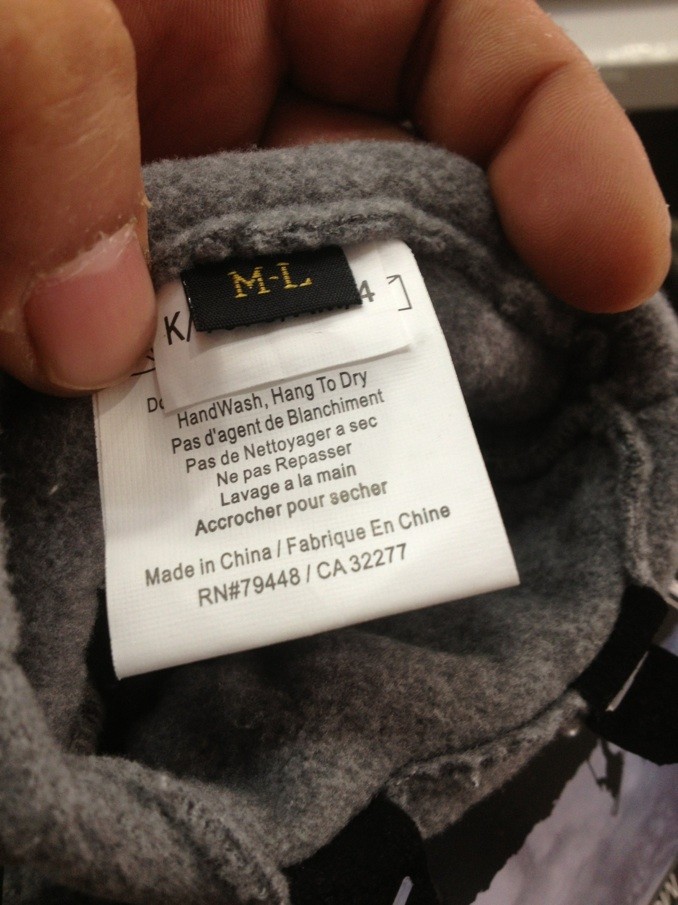 M-L
K/
4
HandWash, Hang To Dry
Pas d'agent de Blanchiment
Pas de Nettoyager a sec
Ne pas Repasser
Lavage a la main
Accrocher pour secher
Made in China / Fabrique En Chine
RN#79448 / CA 32277